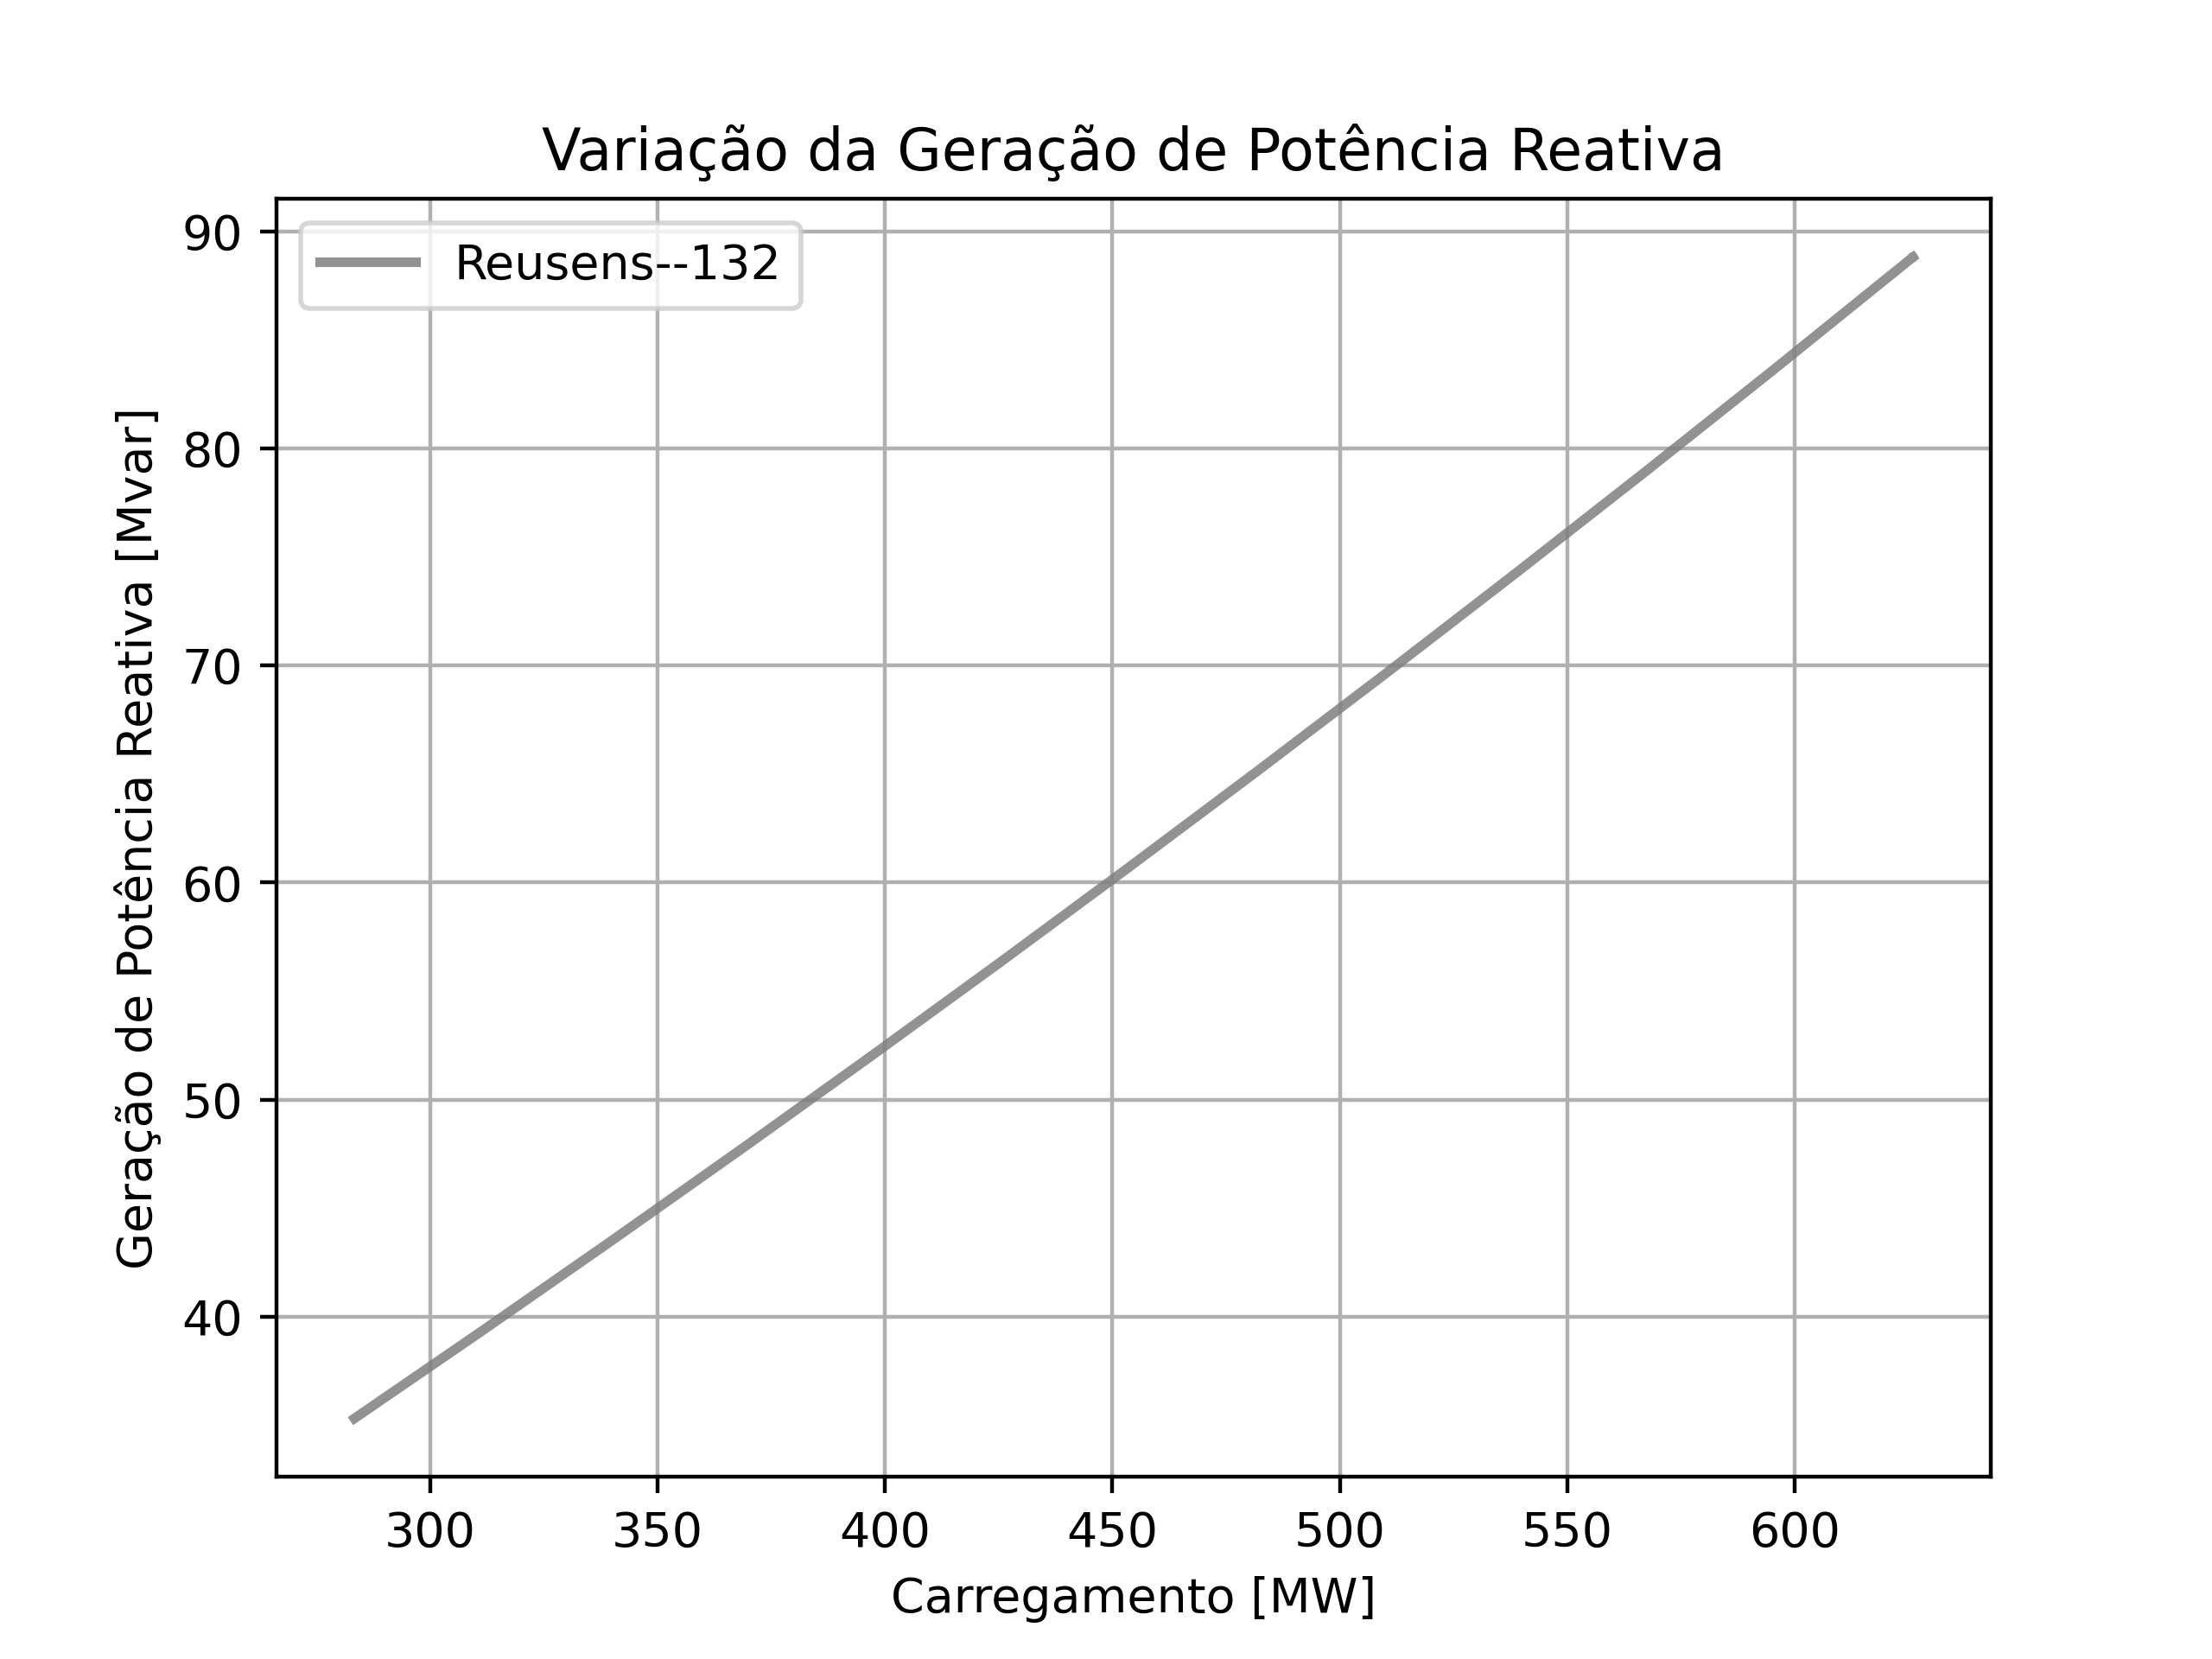 Variação da Geração de Potência Reativa
Reusens--132
Geração de Potência Reativa [Mvar]
90
80
70
60
50
40
300 350 400 450 500 550 600
Carregamento [MW]